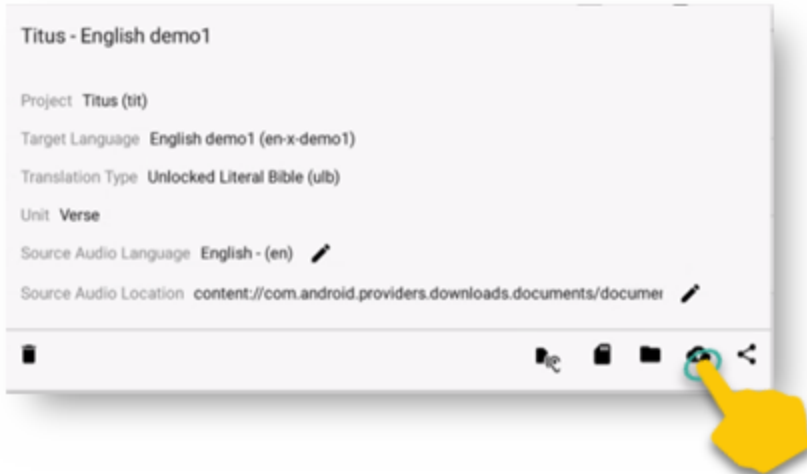 Titus - English demo1
Project Titus (tit)
Target Language English demo1 (en-x-demo1)
Translation Type Unlocked Literal Bible (ulb)
Unit Verse
Source Audio Language English - (en)
Source Audio Location content://com.android.providers.downloads.documents/documer